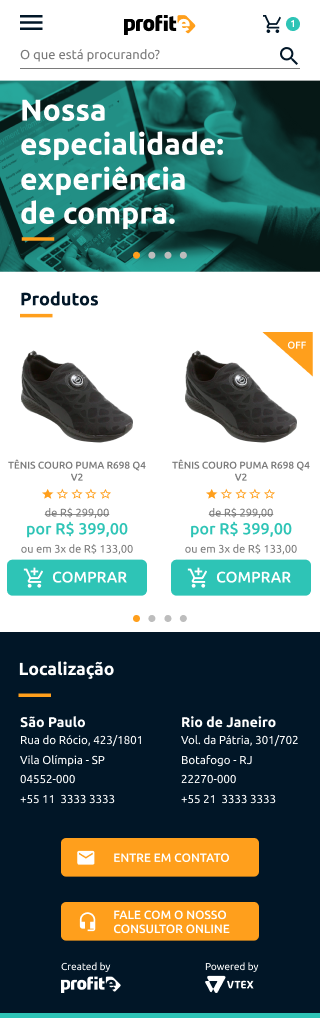 profite
1
O que está procurando?
Nossa
especialidade:
experiência
de compra.
Produtos
OFF
TÊNIS COURO PUMA R698 Q4
V2
de R$ 299,00
por R$ 399,00
ou em 3x de R$ 133,00
COMPRAR
TÊNIS COURO PUMA R698 Q4
V2
de R$ 299,00
por R$ 399,00
ou em 3x de R$ 133,00
COMPRAR
Localização
São Paulo
Rua do Rócio, 423/1801
Vila Olímpia - SP
04552-000
+55 11 3333 3333
Rio de Janeiro
Vol. da Pátria, 301/702
Botafogo - RJ
22270-000
+55 21 3333 3333
ENTRE EM CONTATO
FALE COM O NOSSO
CONSULTOR ONLINE
Created by
profite
Powered by
VTEX